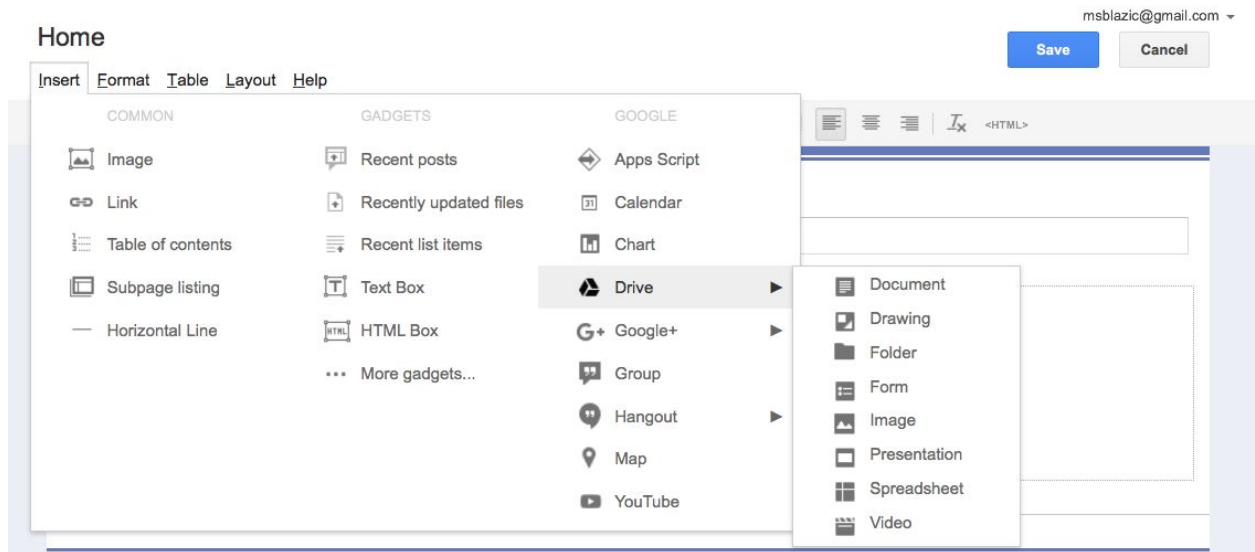 msblazic@gmail.com
Home
Save
Cancel
Insert Format Table Layout Help
<HTML>
COMMON
Image
Link
Table of contents
Subpage listing
Horizontal Line
GADGETS
Recent posts
Recently updated files
Recent list items
Text Box
HTML
HTML Box
More gadgets...
GOOGLE
Apps Script
31
Calendar
Chart
Drive
G+ Google+
Group
Hangout
Map
YouTube
Document
Drawing
Folder
Form
Image
Presentation
Spreadsheet
Video